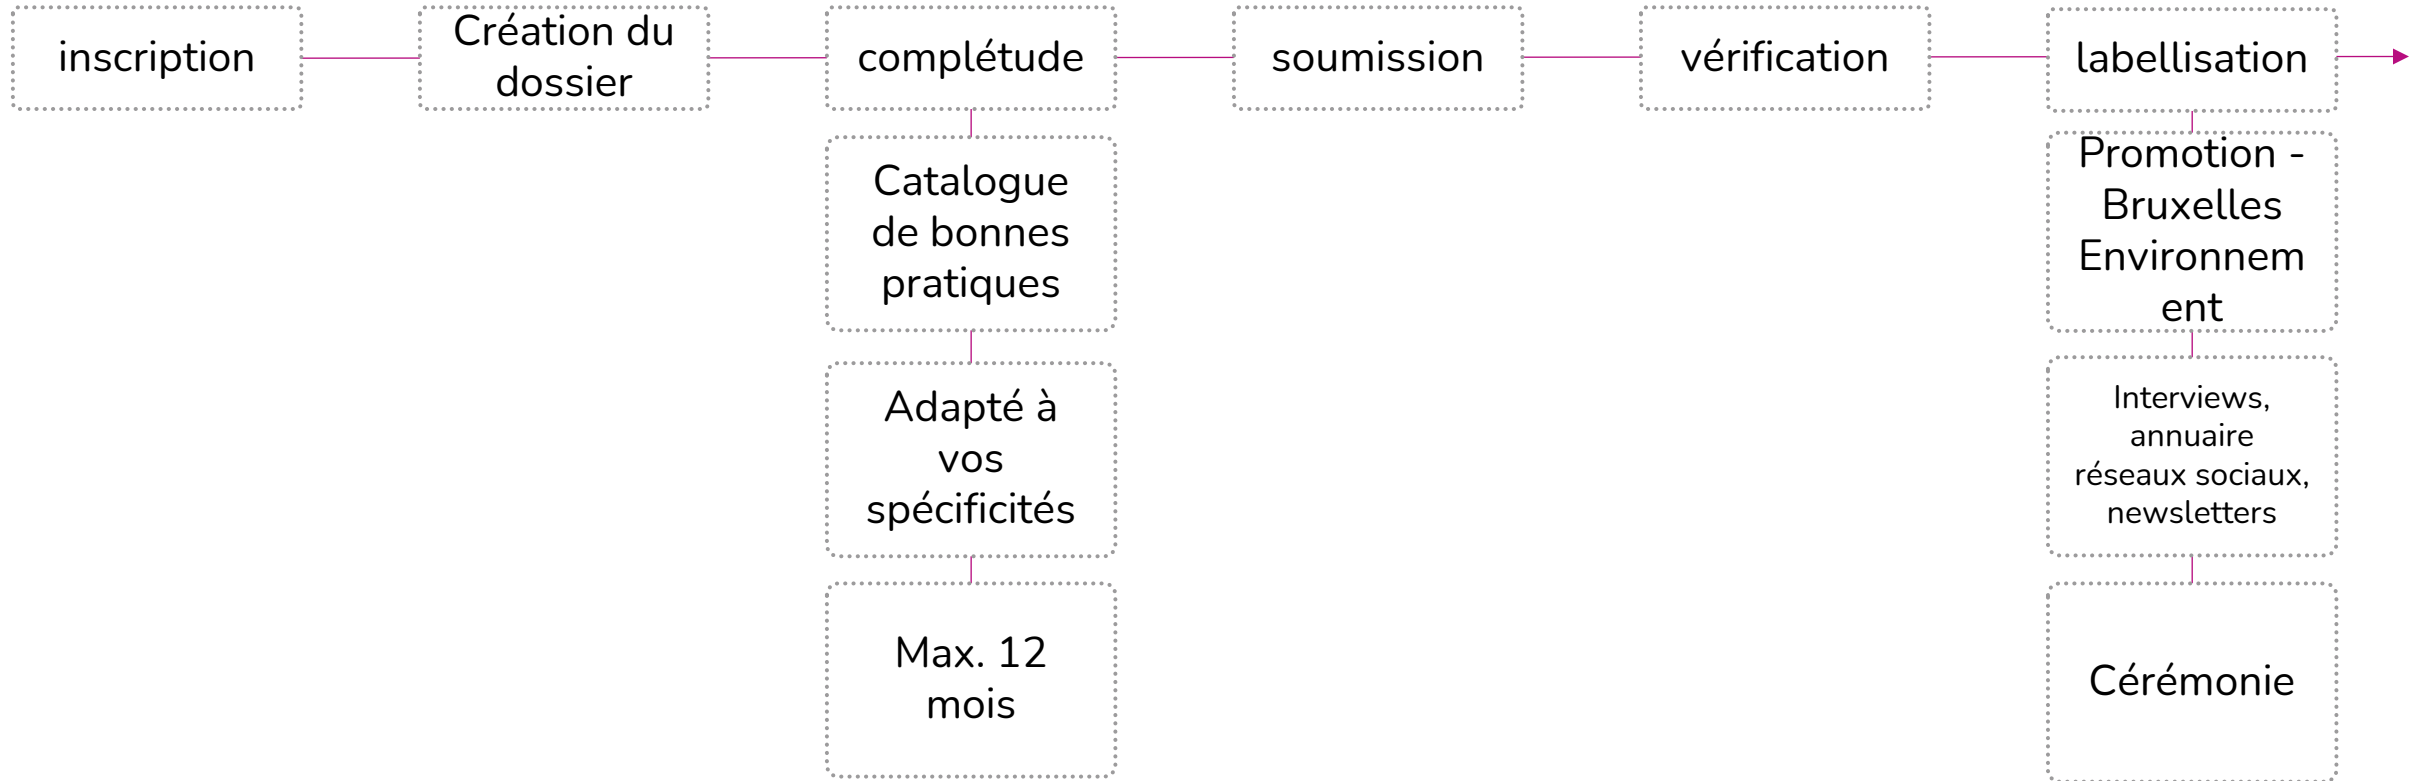 inscription
Création du
dossier
complétude
soumission
vérification
labellisation
Catalogue
de bonnes
pratiques
Adapté à
vos
spécificités
Max. 12
mois
Promotion -
Bruxelles
Environnem
ent
Interviews,
annuaire
réseaux sociaux,
newsletters
Cérémonie